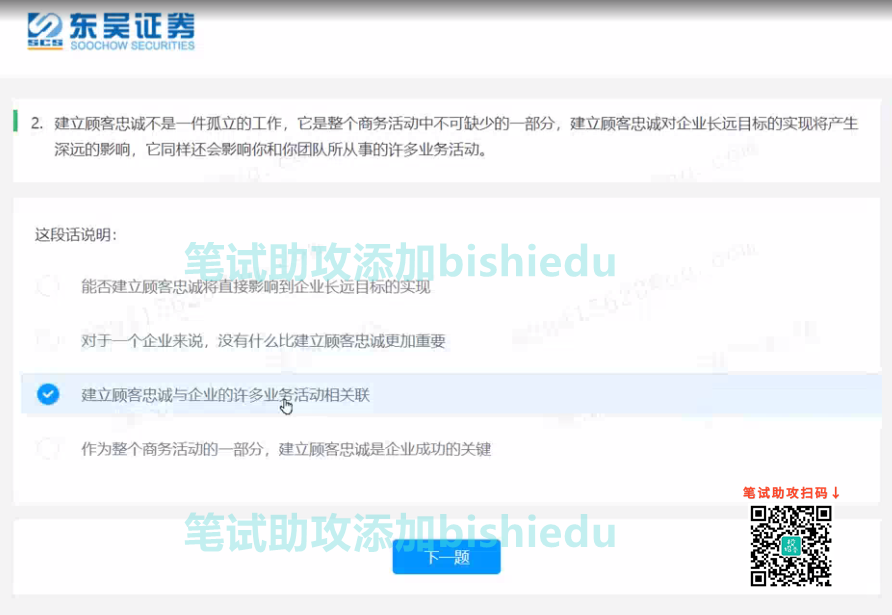 东吴证券
SCS SOOCHOW SECURITIES
2. 建立顾客忠诚不是一件孤立的工作，它是整个商务活动中不可缺少的一部分，建立顾客忠诚对企业长远目标的实现将产生
深远的影响，它同样还会影响你和你团队所从事的许多业务活动。
这段话说明：
笔试助攻添加bishiedu
能否建立顾客忠诚将直接影响到企业长远目标的实现
对于一个企业来说，没有什么比建立顾客忠诚更加重要
建立顾客忠诚与企业的许多业务活动相关联
作为整个商务活动的一部分，建立顾客忠诚是企业成功的关键
笔试助攻扫码↓
笔试助攻添加bishiedu
下一题